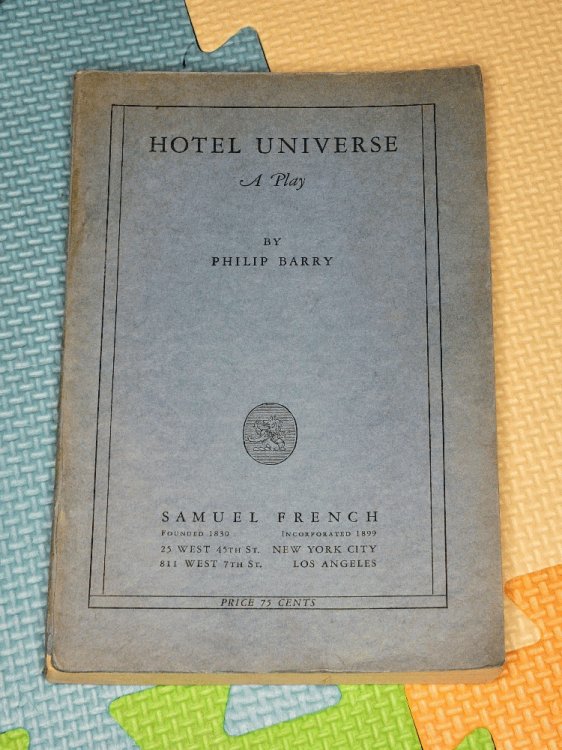 HOTEL UNIVERSE
A Play
BY
PHILIP BARRY
SAMUEL FRENCH
FOUNDED 1830 INCORPORATED 1899
25 WEST 45TH ST. NEW YORK CITY
811 WEST 7TH ST. LOS ANGELES
PRICE 75 CENTS